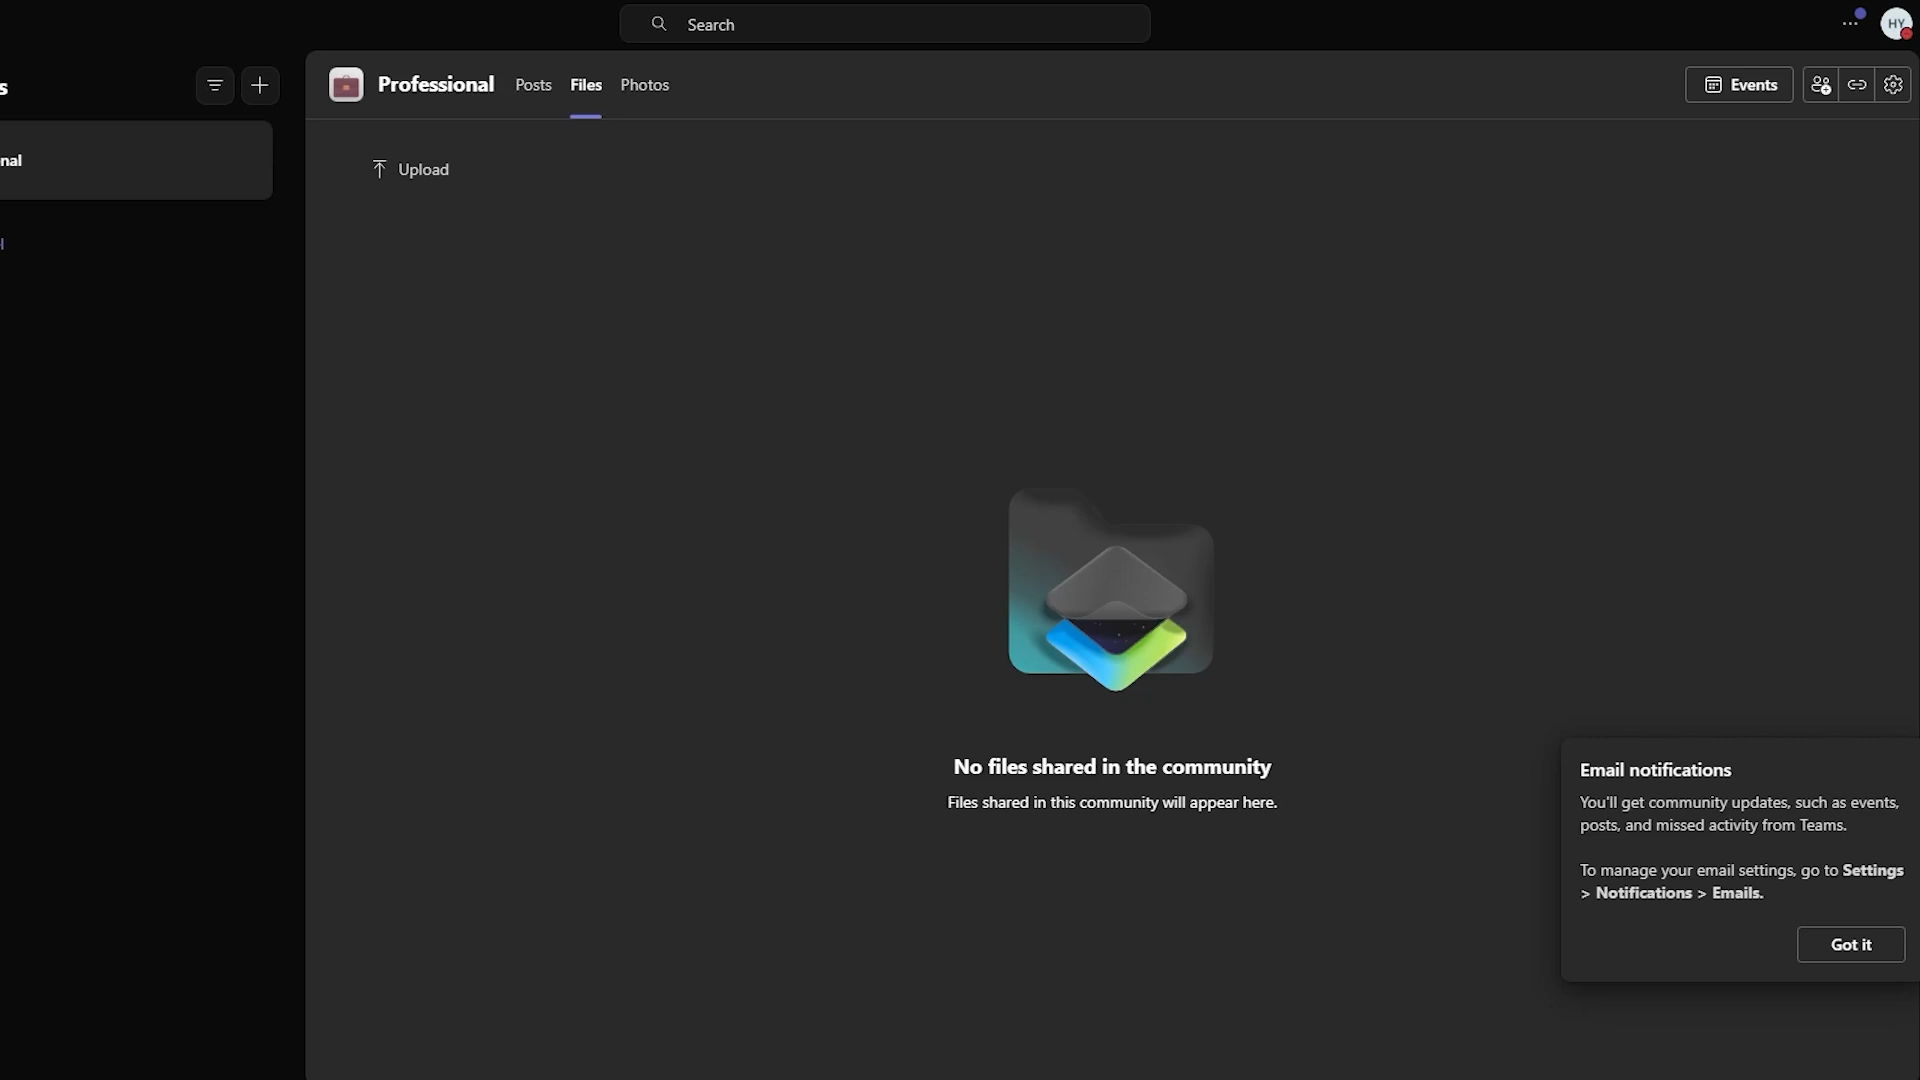 Search
HY
s
Professional
Posts
Files
Photos
Events
nal
Upload
No files shared in the community
Files shared in this community will appear here.
Email notifications
You'll get community updates, such as events,
posts, and missed activity from Teams.
To manage your email settings, go to Settings
> Notifications > Emails.
Got it